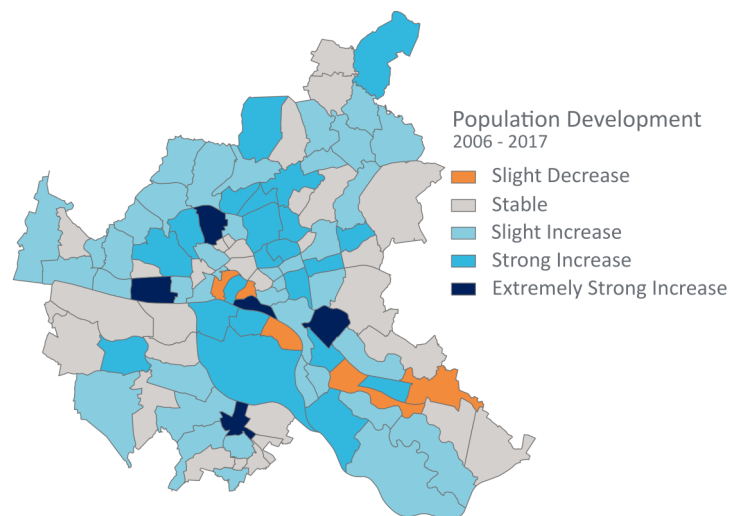 Population Development
2006 - 2017
Slight Decrease
Stable
Slight Increase
Strong Increase
Extremely Strong Increase